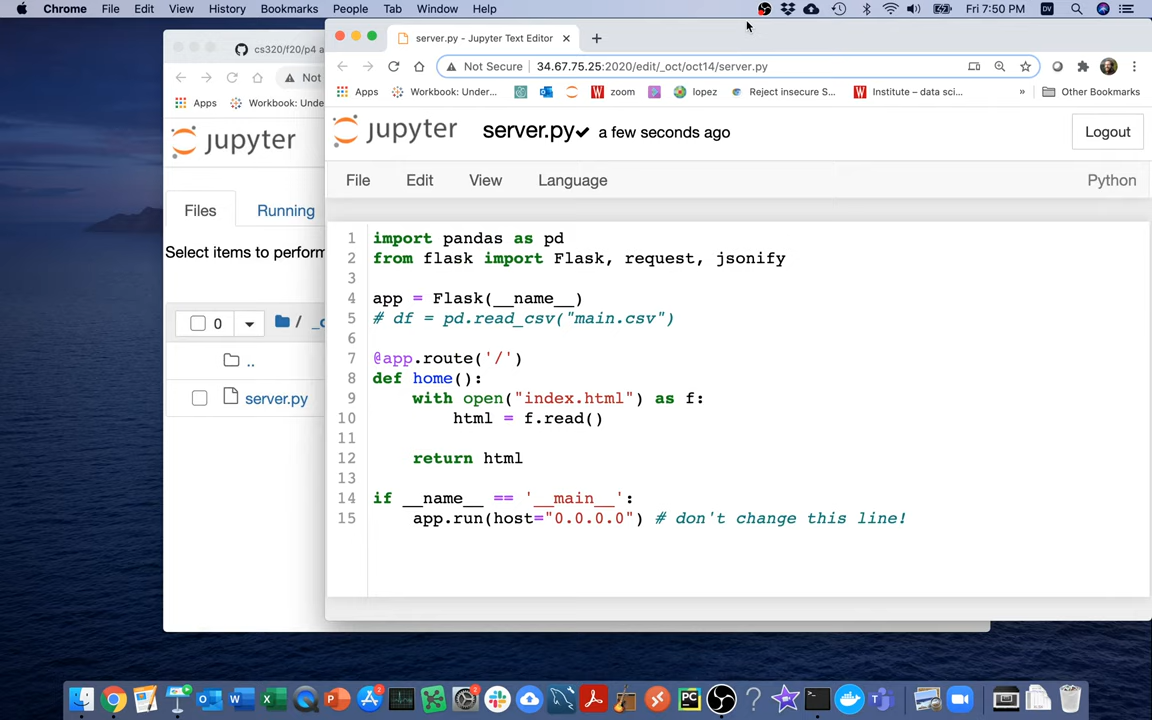 Chrome File Edit View History Bookmarks People Tab Window Help Fri 7:50 PM DV
cs320/f20/p4 a
Not
Apps Workbook: Unde
jupyter
Files Running
Select items to perform
0 / _o
..
server.py
server.py - Jupyter Text Editor
Not Secure 34.67.75.25:2020/edit/_oct/oct14/server.py
Apps Workbook: Under... zoom lopez Reject insecure S... Institute – data sci... » Other Bookmarks
jupyter server.py a few seconds ago Logout
File Edit View Language Python
1 import pandas as pd
2 from flask import Flask, request, jsonify
3
4 app = Flask(__name__)
5 # df = pd.read_csv("main.csv")
6
7 @app.route('/')
8 def home():
9 with open("index.html") as f:
10 html = f.read()
11
12 return html
13
14 if __name__ == '__main__':
15 app.run(host="0.0.0.0") # don't change this line!